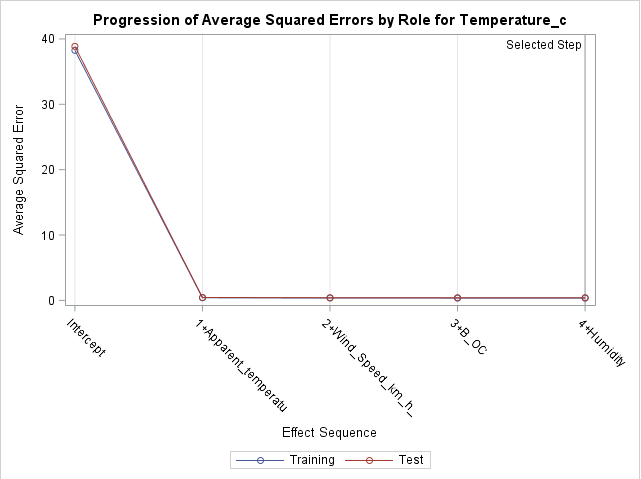 Progression of Average Squared Errors by Role for Temperature_c
Selected Step
Average Squared Error
40
30
20
10
0
Intercept
1+Apparent_temperatu
2+Wind_Speed_km_h_
3+B_OC
4+Humidity
Effect Sequence
Training
Test